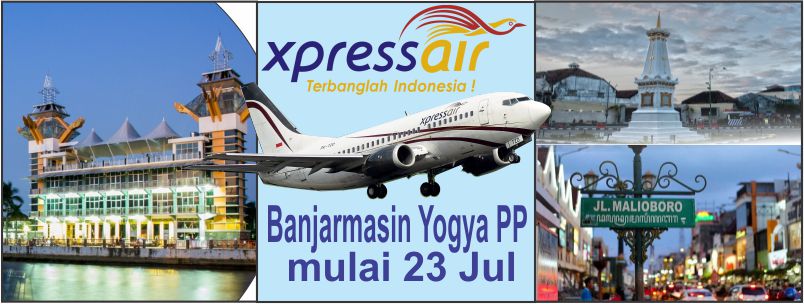 xpressair
Terbanglah Indonesia !
xpressair
Banjarmasin Yogya PP
mulai 23 Jul
JL. MALIOBORO